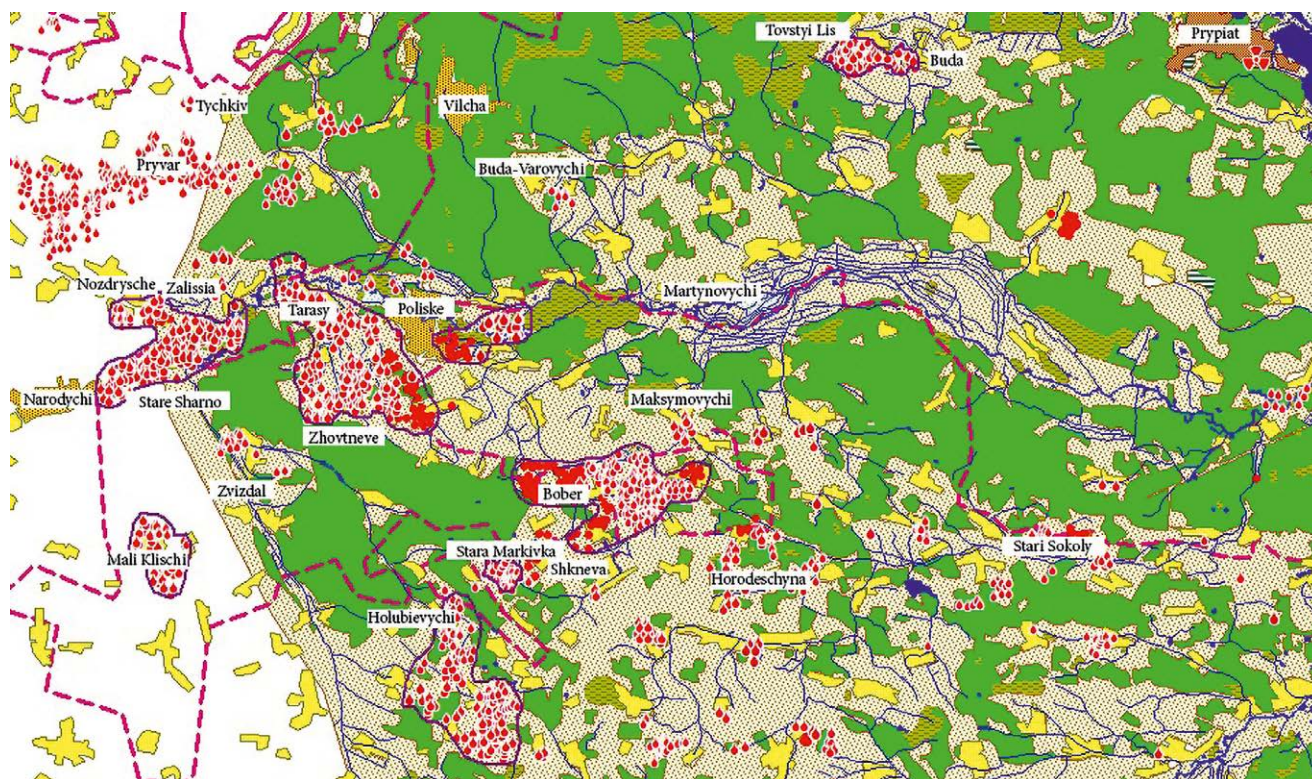 Tovstyi Lis
Prypiat
Buda
Tychkiv
Vilcha
Pryvar
Buda-Varovychi
Nozdrysche
Zalissia
Martynovychi
Tarasy
Poliske
Narodychi
Stare Sharno
Maksymovychi
Zhovtneve
Zvizdal
Bober
Stari Sokoly
Mali Klischi
Stara Markivka
Shkneva
Horodeschyna
Holubievychi